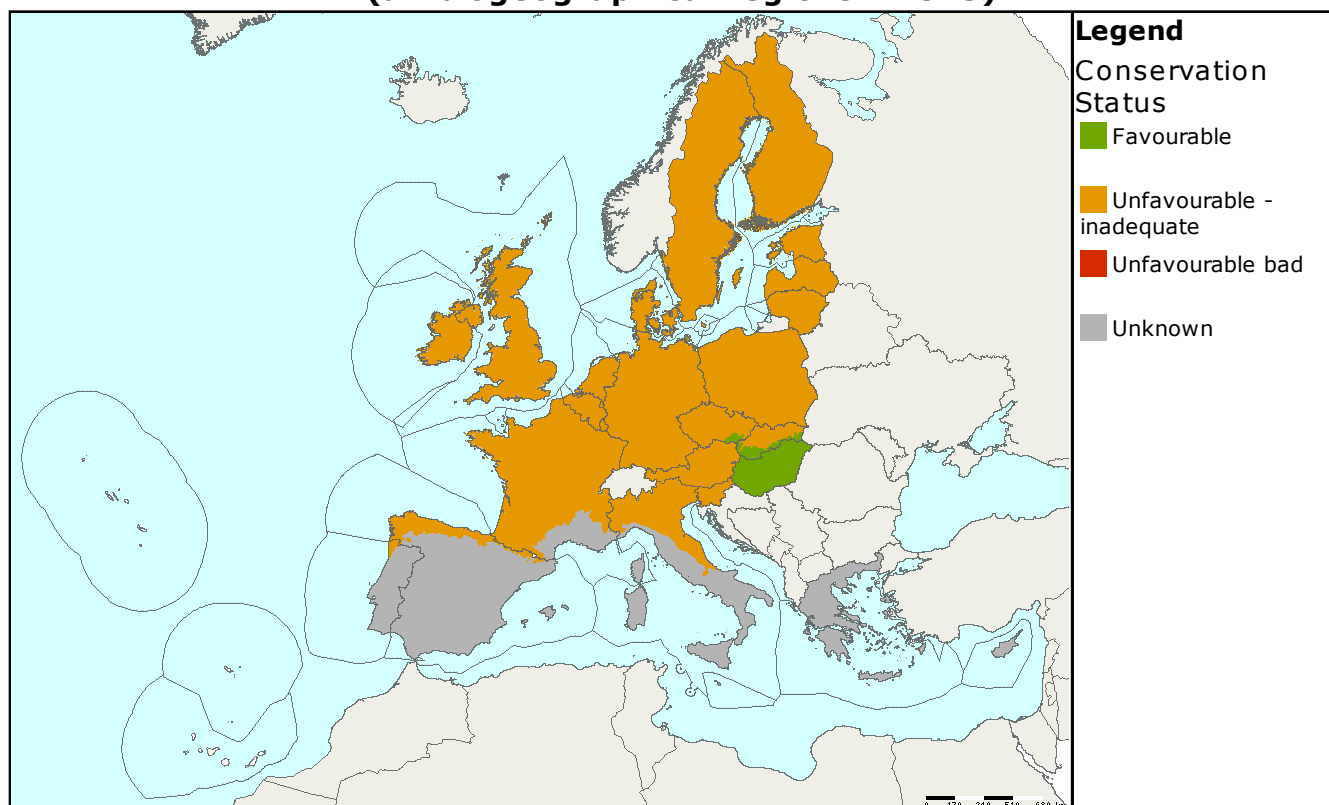 Legend
Conservation
Status
Favourable
Unfavourable -
inadequate
Unfavourable bad
Unknown